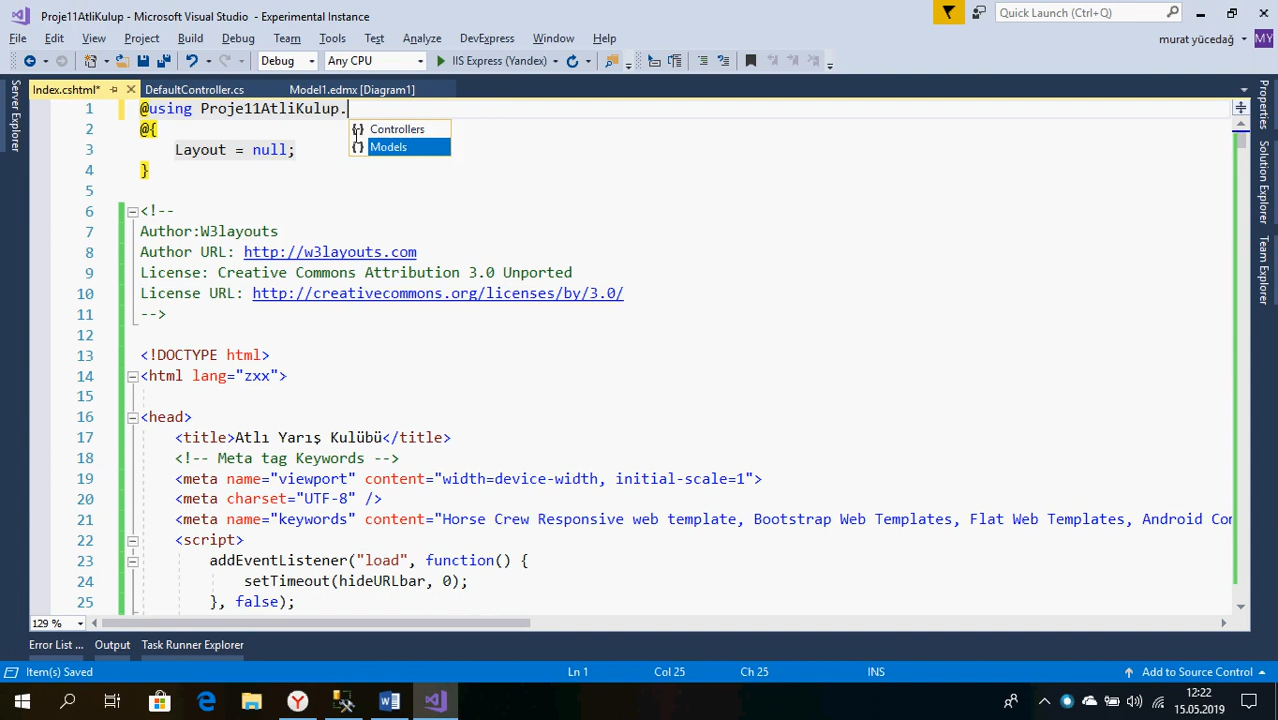 Proje11AtliKulup - Microsoft Visual Studio - Experimental Instance
Quick Launch (Ctrl+Q)
File Edit View Project Build Debug Team Tools Test Analyze DevExpress Window Help
murat yücedağ MY
Debug Any CPU IIS Express (Yandex)
Index.cshtml* DefaultController.cs Model1.edmx [Diagram1]
Server Explorer
Properties
Solution Explorer
Team Explorer
1 @using Proje11AtliKulup.
Controllers
Models
2 @{
3 Layout = null;
4 }
5
6 <!--
7 Author:W3layouts
8 Author URL: http://w3layouts.com
9 License: Creative Commons Attribution 3.0 Unported
10 License URL: http://creativecommons.org/licenses/by/3.0/
11 -->
12
13 <!DOCTYPE html>
14 <html lang="zxx">
15
16 <head>
17 <title>Atlı Yarış Kulübü</title>
18 <!-- Meta tag Keywords -->
19 <meta name="viewport" content="width=device-width, initial-scale=1">
20 <meta charset="UTF-8" />
21 <meta name="keywords" content="Horse Crew Responsive web template, Bootstrap Web Templates, Flat Web Templates, Android Co
22 <script>
23 addEventListener("load", function() {
24 setTimeout(hideURLbar, 0);
25 }, false);
129 %
Error List ... Output Task Runner Explorer
Item(s) Saved Ln 1 Col 25 Ch 25 INS Add to Source Control
12:22
15.05.2019